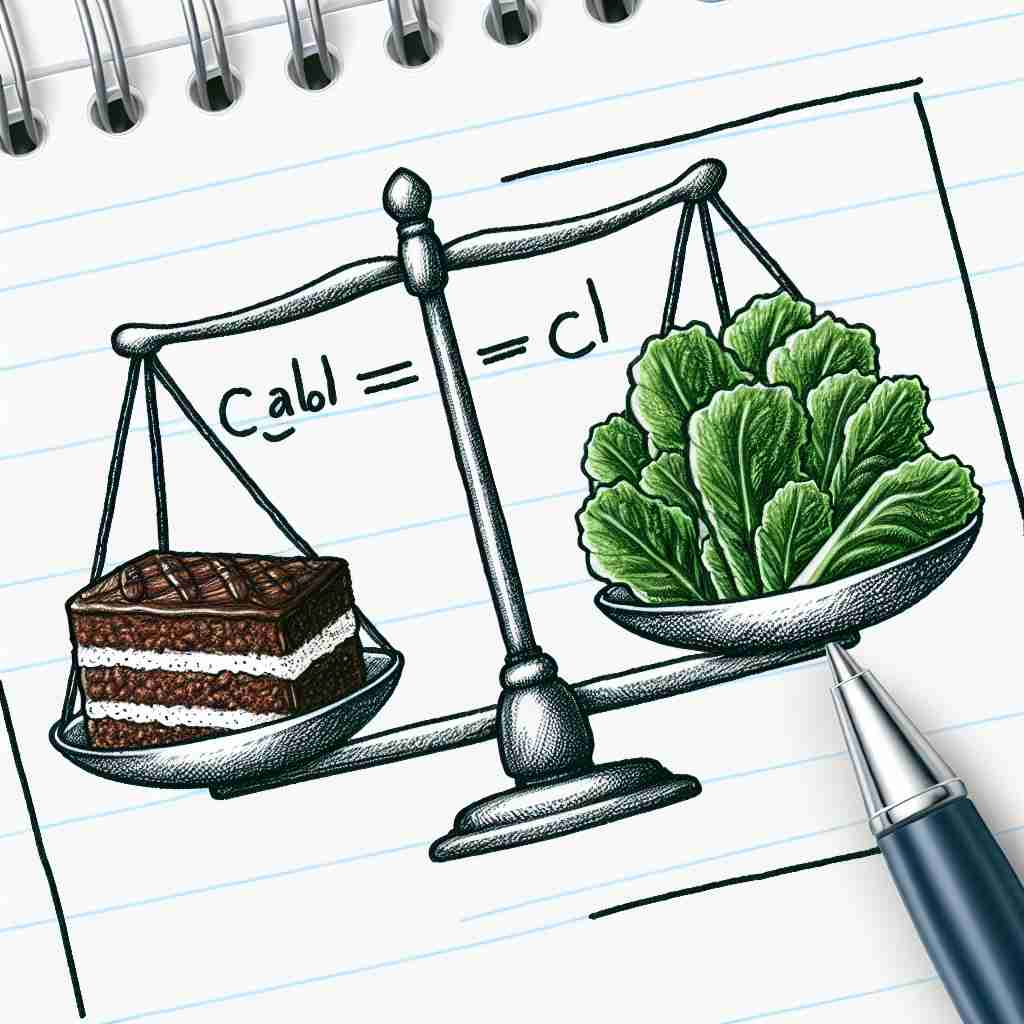 Cabl = = Cl